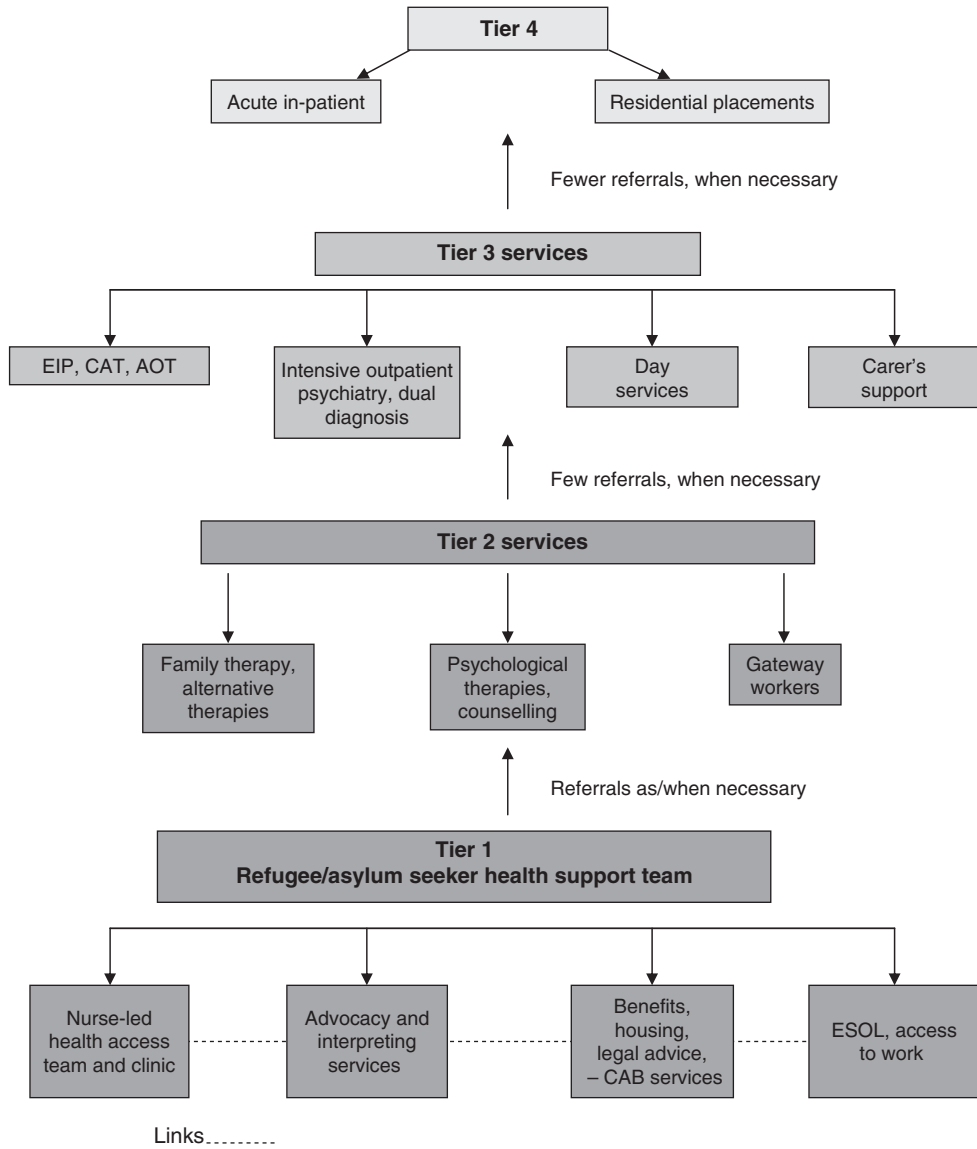 Tier 4
Acute in-patient
Residential placements
Fewer referrals, when necessary
Tier 3 services
EIP, CAT, AOT
Intensive outpatient
psychiatry, dual
diagnosis
Day
services
Carer's
support
Few referrals, when necessary
Tier 2 services
Family therapy,
alternative
therapies
Psychological
therapies,
counselling
Gateway
workers
Referrals as/when necessary
Tier 1
Refugee/asylum seeker health support team
Nurse-led
health access
team and clinic
Advocacy and
interpreting
services
Benefits,
housing,
legal advice,
– CAB services
ESOL, access
to work
Links